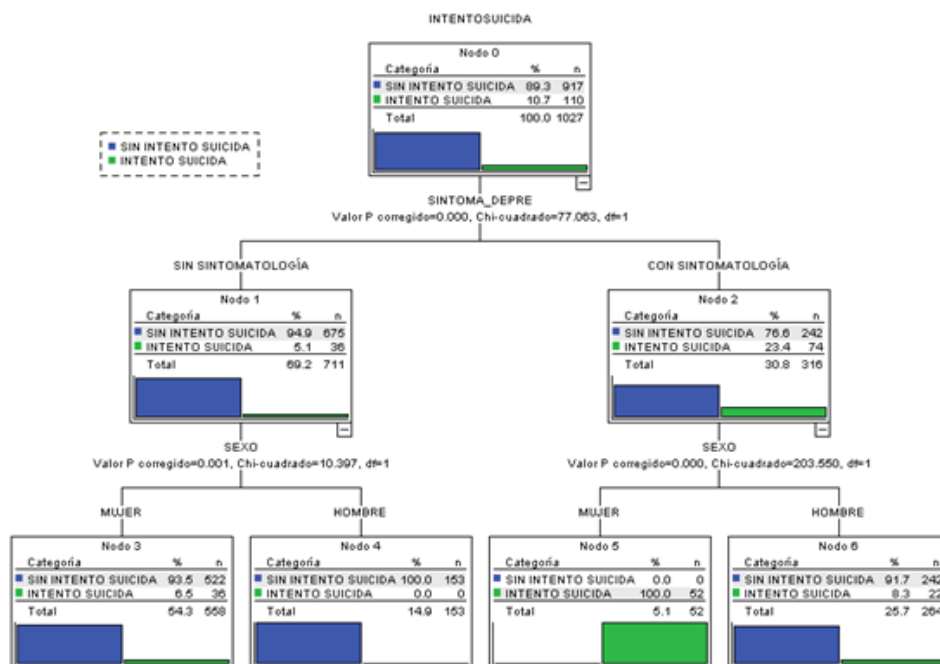 INTENTOSUICIDA
Nodo 0
Categoría % n
SIN INTENTO SUICIDA 89.3 917
INTENTO SUICIDA 10.7 110
Total 100.0 1027
SIN INTENTO SUICIDA
INTENTO SUICIDA
SINTOMA_DEPRE
Valor P corregido=0.000, Chi-cuadrado=77.063, df=1
SIN SINTOMATOLOGÍA
CON SINTOMATOLOGÍA
Nodo 1
Categoría % n
SIN INTENTO SUICIDA 94.9 675
INTENTO SUICIDA 5.1 36
Total 69.2 711
Nodo 2
Categoría % n
SIN INTENTO SUICIDA 76.6 242
INTENTO SUICIDA 23.4 74
Total 30.8 316
SEXO
Valor P corregido=0.001, Chi-cuadrado=10.397, df=1
SEXO
Valor P corregido=0.000, Chi-cuadrado=203.550, df=1
MUJER
HOMBRE
MUJER
HOMBRE
Nodo 3
Categoría % n
SIN INTENTO SUICIDA 93.5 522
INTENTO SUICIDA 6.5 36
Total 54.3 558
Nodo 4
Categoría % n
SIN INTENTO SUICIDA 100.0 153
INTENTO SUICIDA 0.0 0
Total 14.9 153
Nodo 5
Categoría % n
SIN INTENTO SUICIDA 0.0 0
INTENTO SUICIDA 100.0 52
Total 5.1 52
Nodo 6
Categoría % n
SIN INTENTO SUICIDA 91.7 242
INTENTO SUICIDA 8.3 22
Total 25.7 264